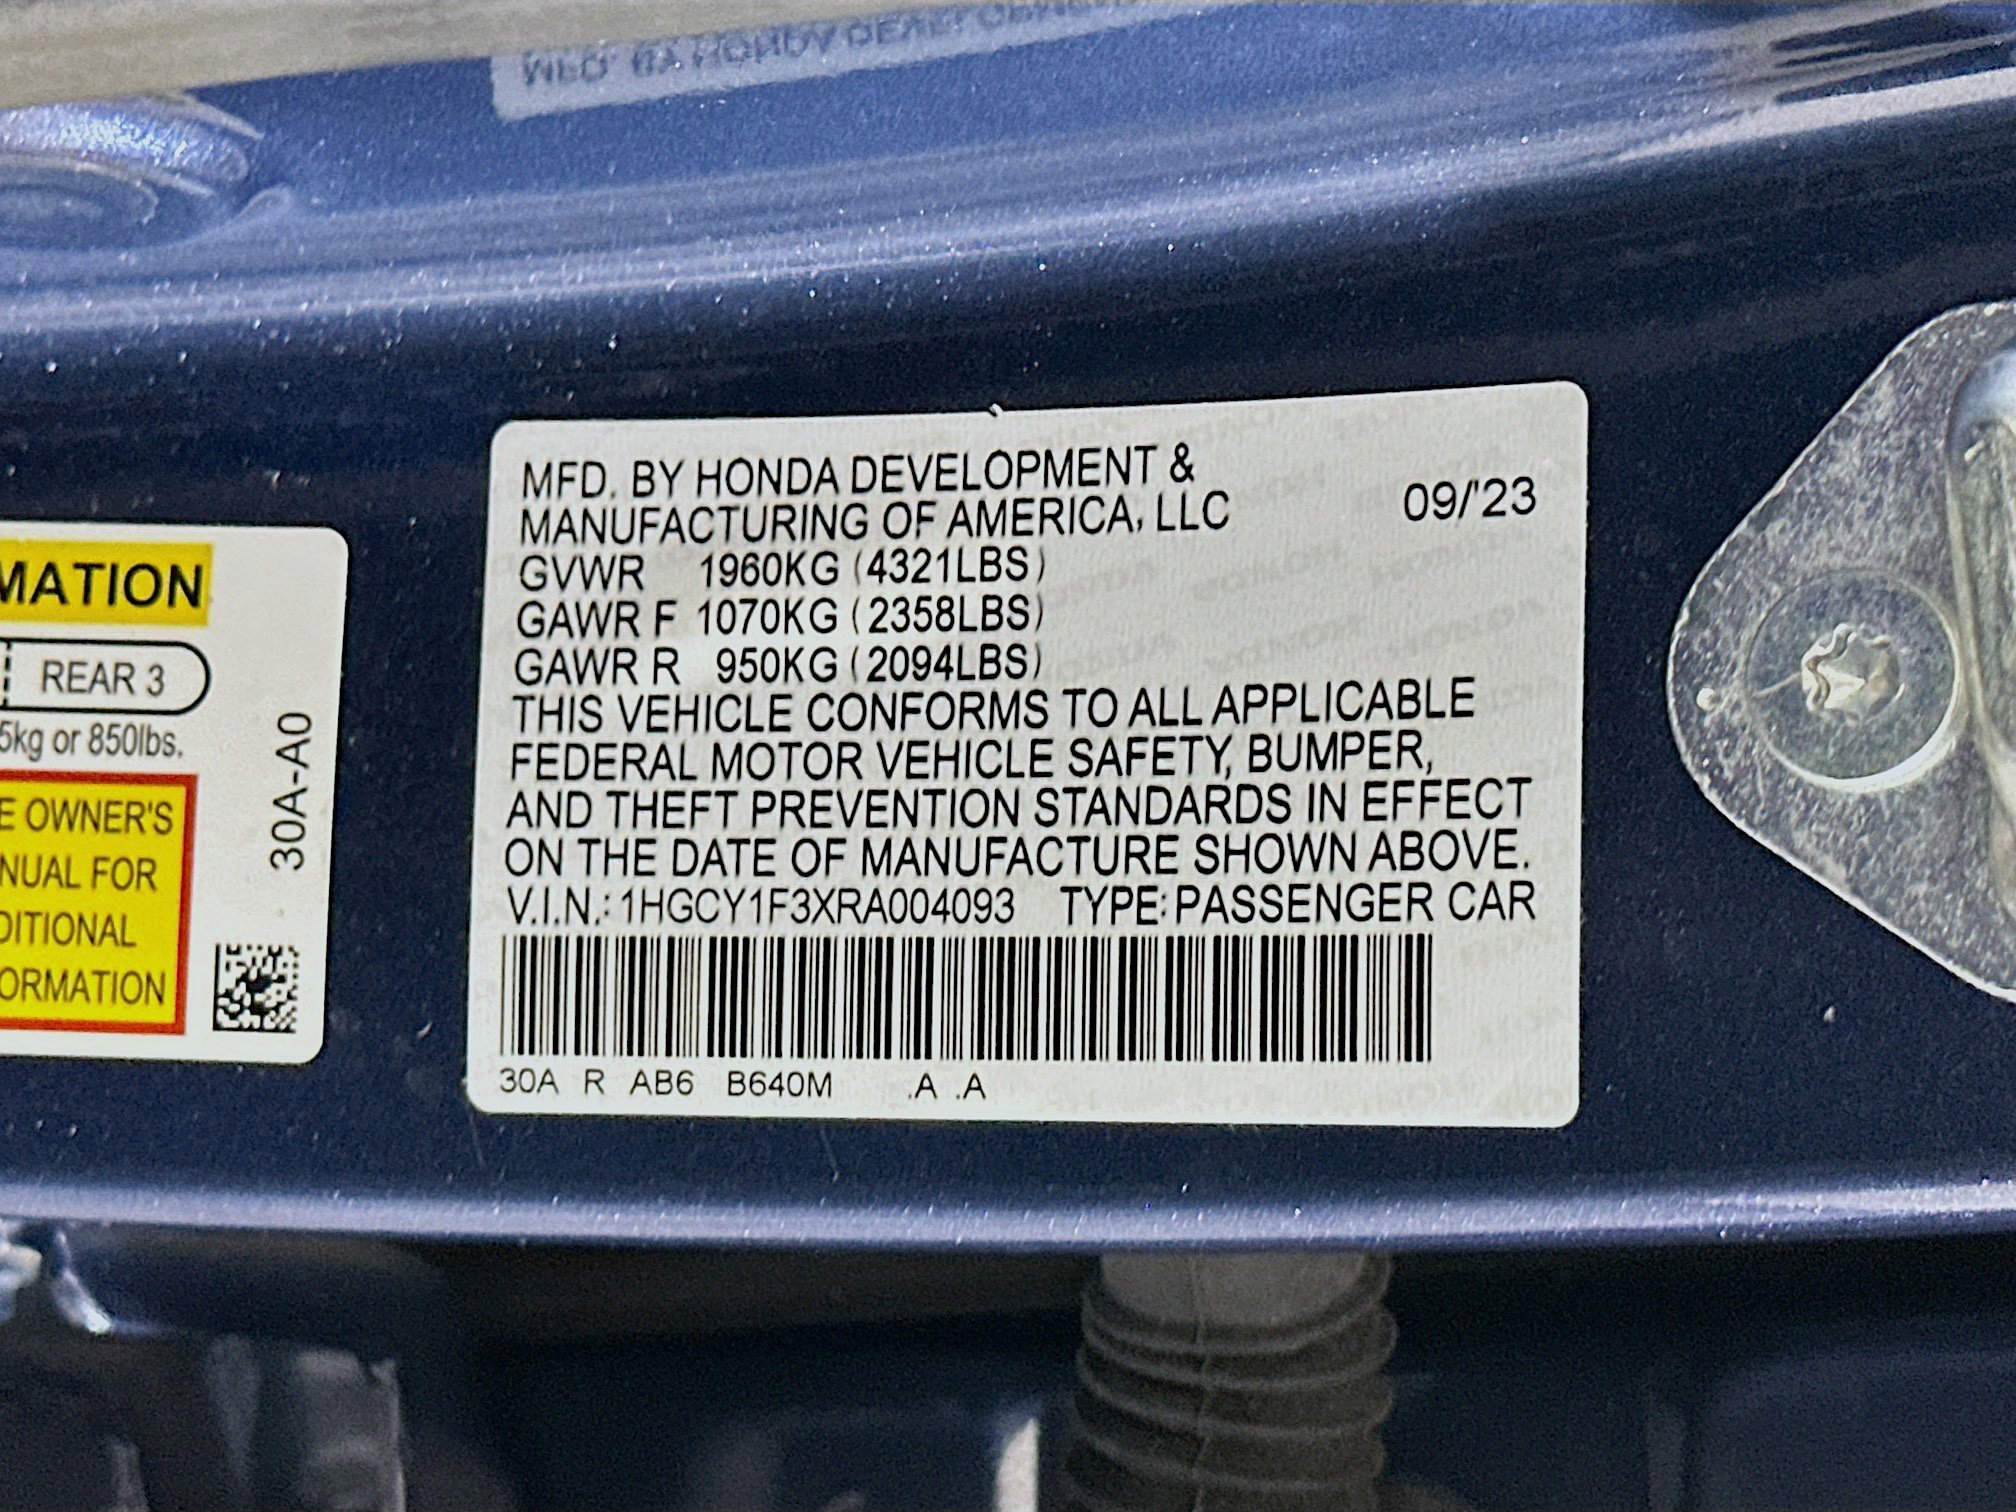 MATION
REAR 3
5kg or 850lbs.
E OWNER'S
NUAL FOR
DITIONAL
ORMATION
30A-A0
MFD. BY HONDA DEVELOPMENT &
MANUFACTURING OF AMERICA, LLC 09/'23
GVWR 1960KG (4321LBS)
GAWR F 1070KG (2358LBS)
GAWR R 950KG (2094LBS)
THIS VEHICLE CONFORMS TO ALL APPLICABLE
FEDERAL MOTOR VEHICLE SAFETY, BUMPER,
AND THEFT PREVENTION STANDARDS IN EFFECT
ON THE DATE OF MANUFACTURE SHOWN ABOVE.
V.I.N.: 1HGCY1F3XRA004093 TYPE: PASSENGER CAR
30A R AB6 B640M .A .A